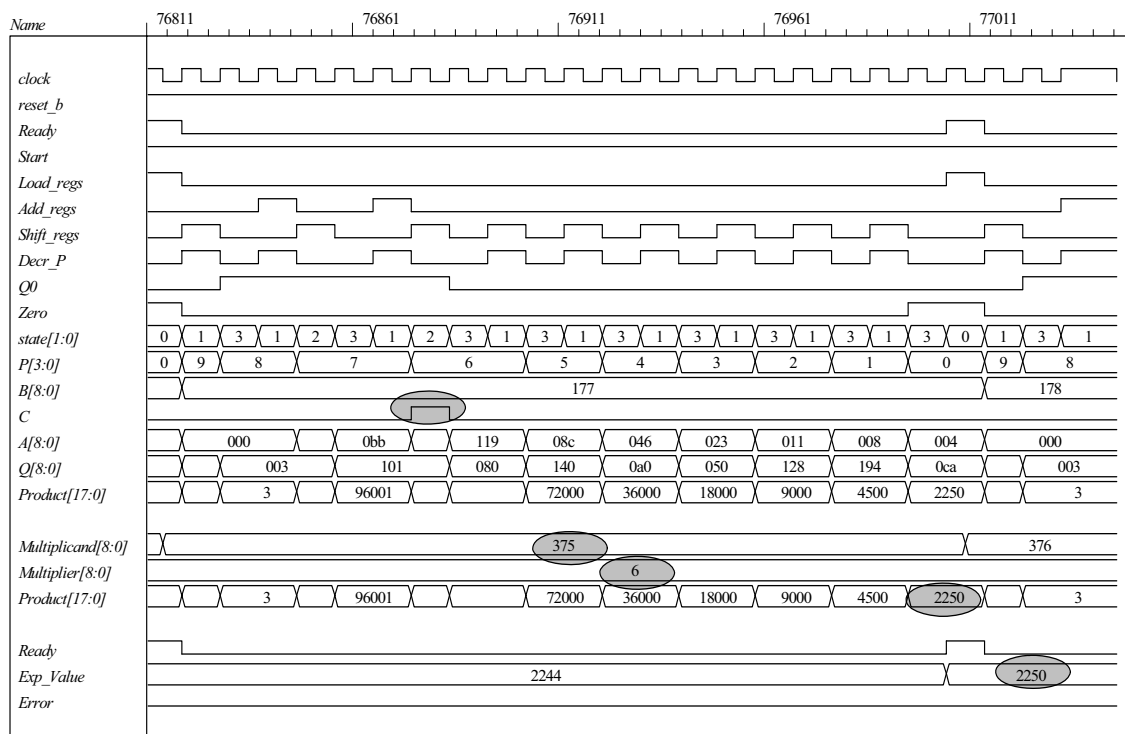 Name 76811 76861 76911 76961 77011
clock
reset_b
Ready
Start
Load_regs
Add_regs
Shift_regs
Decr_P
Q0
Zero
state[1:0] 0 1 3 1 2 3 1 2 3 1 3 1 3 1 3 1 3 1 3 1 3 0 1 3 1
P[3:0] 0 9 8 7 6 5 4 3 2 1 0 9 8
B[8:0] 177 178
C
A[8:0] 000 0bb 119 08c 046 023 011 008 004 000
Q[8:0] 003 101 080 140 0a0 050 128 194 0ca 003
Product[17:0] 3 96001 72000 36000 18000 9000 4500 2250 3
Multiplicand[8:0] 375 376
Multiplier[8:0] 6
Product[17:0] 3 96001 72000 36000 18000 9000 4500 2250 3
Ready
Exp_Value 2244 2250
Error